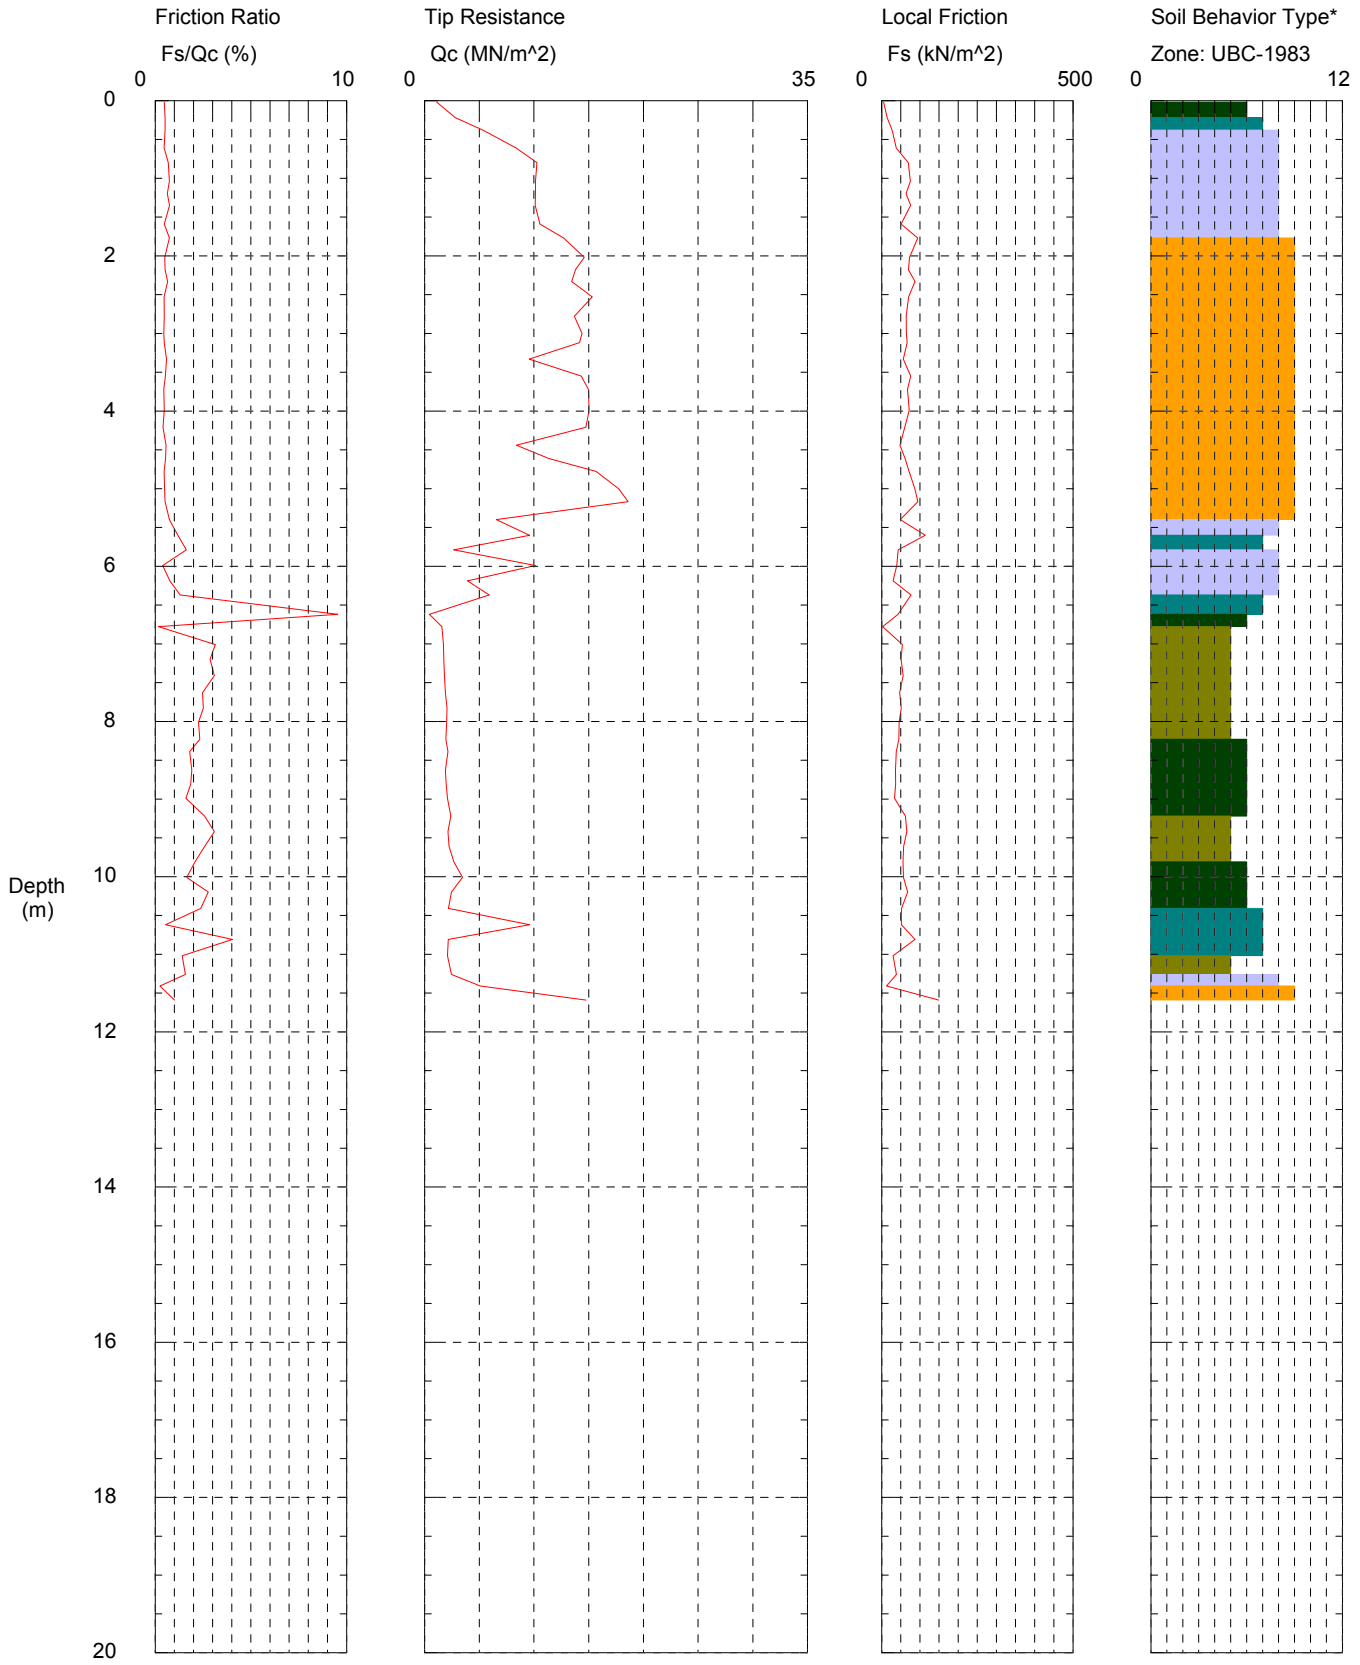 Friction Ratio
Tip Resistance
Local Friction
Soil Behavior Type*
Fs/Qc (%)
Qc (MN/m^2)
Fs (kN/m^2)
Zone: UBC-1983
0 10
0 35
0 500
0 12
0
2
4
6
8
10
Depth
(m)
12
14
16
18
20